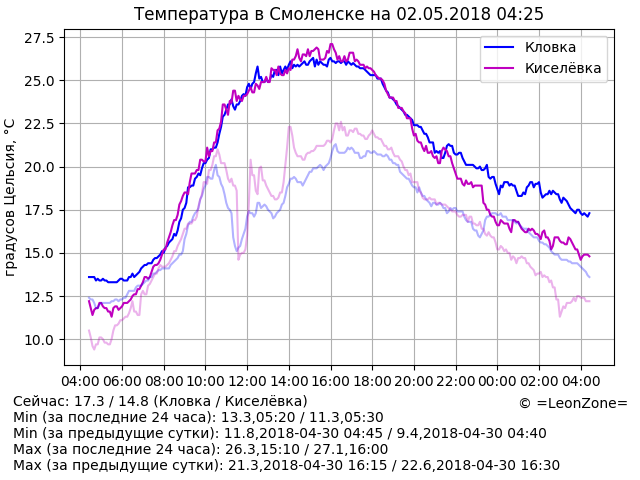 Температура в Смоленске на 02.05.2018 04:25
27.5
25.0
22.5
20.0
17.5
15.0
12.5
10.0
градусов Цельсия, °C
Кловка
Киселёвка
04:00 06:00 08:00 10:00 12:00 14:00 16:00 18:00 20:00 22:00 00:00 02:00 04:00
Сейчас: 17.3 / 14.8 (Кловка / Киселёвка)
© =LeonZone=
Min (за последние 24 часа): 13.3,05:20 / 11.3,05:30
Min (за предыдущие сутки): 11.8,2018-04-30 04:45 / 9.4,2018-04-30 04:40
Max (за последние 24 часа): 26.3,15:10 / 27.1,16:00
Max (за предыдущие сутки): 21.3,2018-04-30 16:15 / 22.6,2018-04-30 16:30